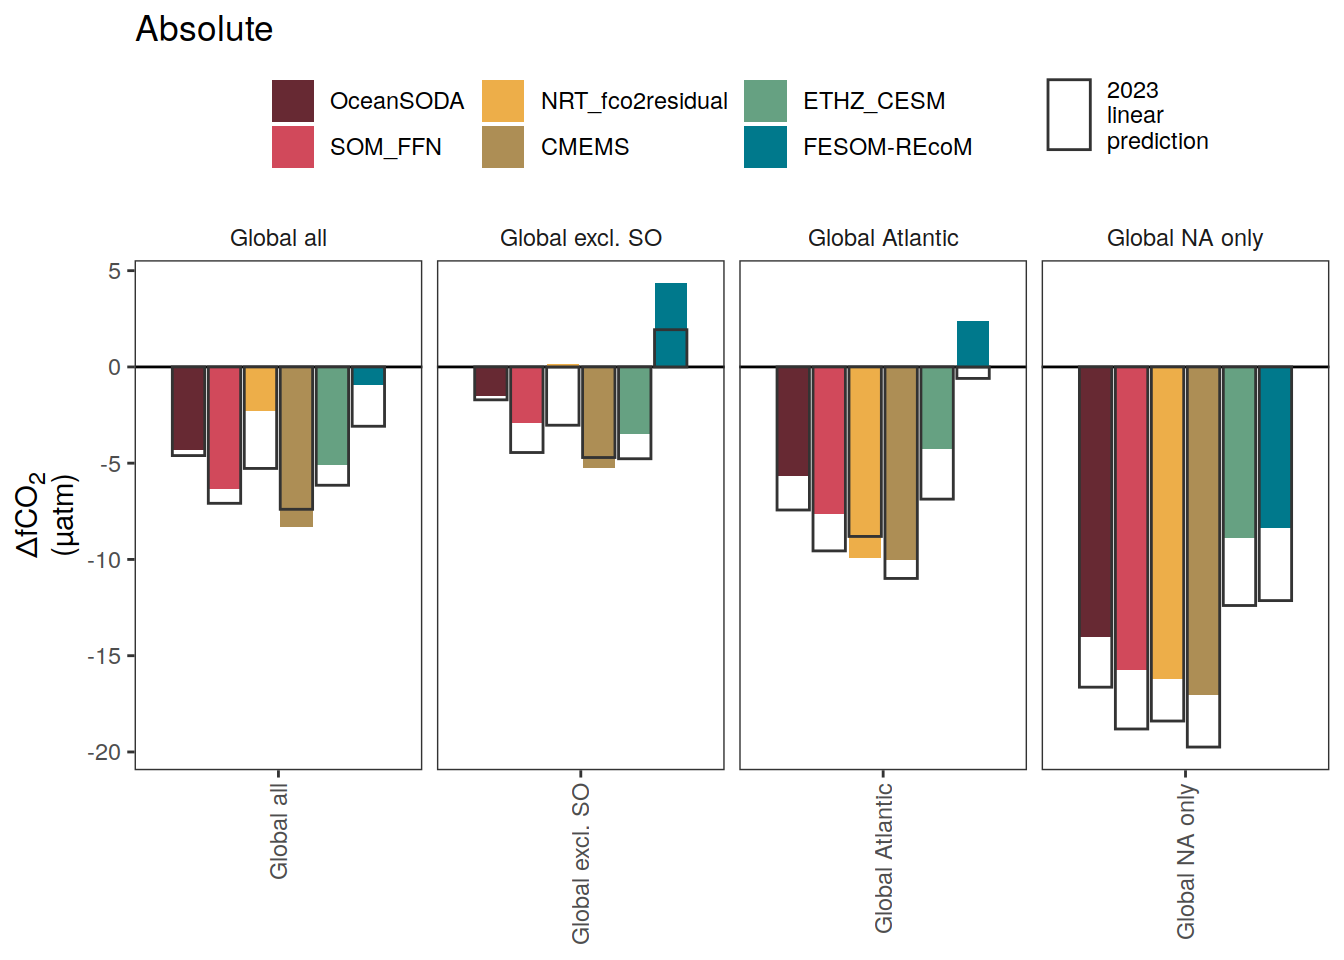 Absolute
OceanSODA
NRT_fco2residual
ETHZ_CESM
SOM_FFN
CMEMS
FESOM-REcoM
2023
linear
prediction
Global all
Global excl. SO
Global Atlantic
Global NA only
5
0
-5
-10
-15
-20
ΔfCO₂
(µatm)
Global all
Global excl. SO
Global Atlantic
Global NA only